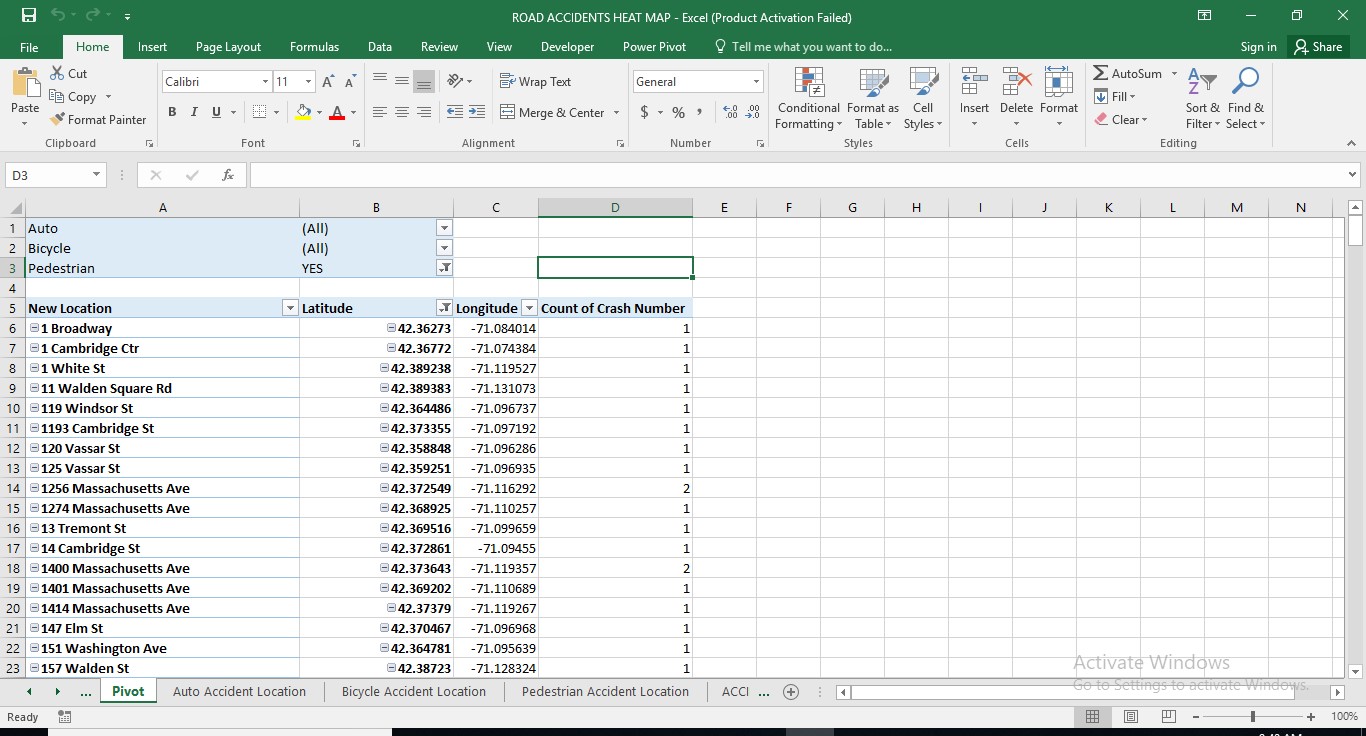 ROAD ACCIDENTS HEAT MAP - Excel (Product Activation Failed)
File Home Insert Page Layout Formulas Data Review View Developer Power Pivot Tell me what you want to do... Sign in Share
Paste Cut
Copy
Format Painter
Clipboard
Calibri 11 A A
B I U A
Font
Wrap Text
Merge & Center
Alignment
General
$ % , .0 .00 .00 .0
Number
Conditional Formatting Format as Table Cell Styles
Styles
Insert Delete Format
Cells
AutoSum
Fill
Clear
Sort & Filter Find & Select
Editing
D3 fx
A B C D E F G H I J K L M N
1 Auto (All)
2 Bicycle (All)
3 Pedestrian YES
4
5 New Location Latitude Longitude Count of Crash Number
6 1 Broadway 42.36273 -71.084014 1
7 1 Cambridge Ctr 42.36772 -71.074384 1
8 1 White St 42.389238 -71.119527 1
9 11 Walden Square Rd 42.389383 -71.131073 1
10 119 Windsor St 42.364486 -71.096737 1
11 1193 Cambridge St 42.373355 -71.097192 1
12 120 Vassar St 42.358848 -71.096286 1
13 125 Vassar St 42.359251 -71.096935 1
14 1256 Massachusetts Ave 42.372549 -71.116292 2
15 1274 Massachusetts Ave 42.368925 -71.110257 1
16 13 Tremont St 42.369516 -71.099659 1
17 14 Cambridge St 42.372861 -71.09455 1
18 1400 Massachusetts Ave 42.373643 -71.119357 2
19 1401 Massachusetts Ave 42.369202 -71.110689 1
20 1414 Massachusetts Ave 42.37379 -71.119267 1
21 147 Elm St 42.370467 -71.096968 1
22 151 Washington Ave 42.364781 -71.095639 1
23 157 Walden St 42.38723 -71.128324 1
Activate Windows
Go to Settings to activate Windows.
... Pivot Auto Accident Location Bicycle Accident Location Pedestrian Accident Location ACCI ...
Ready 100%